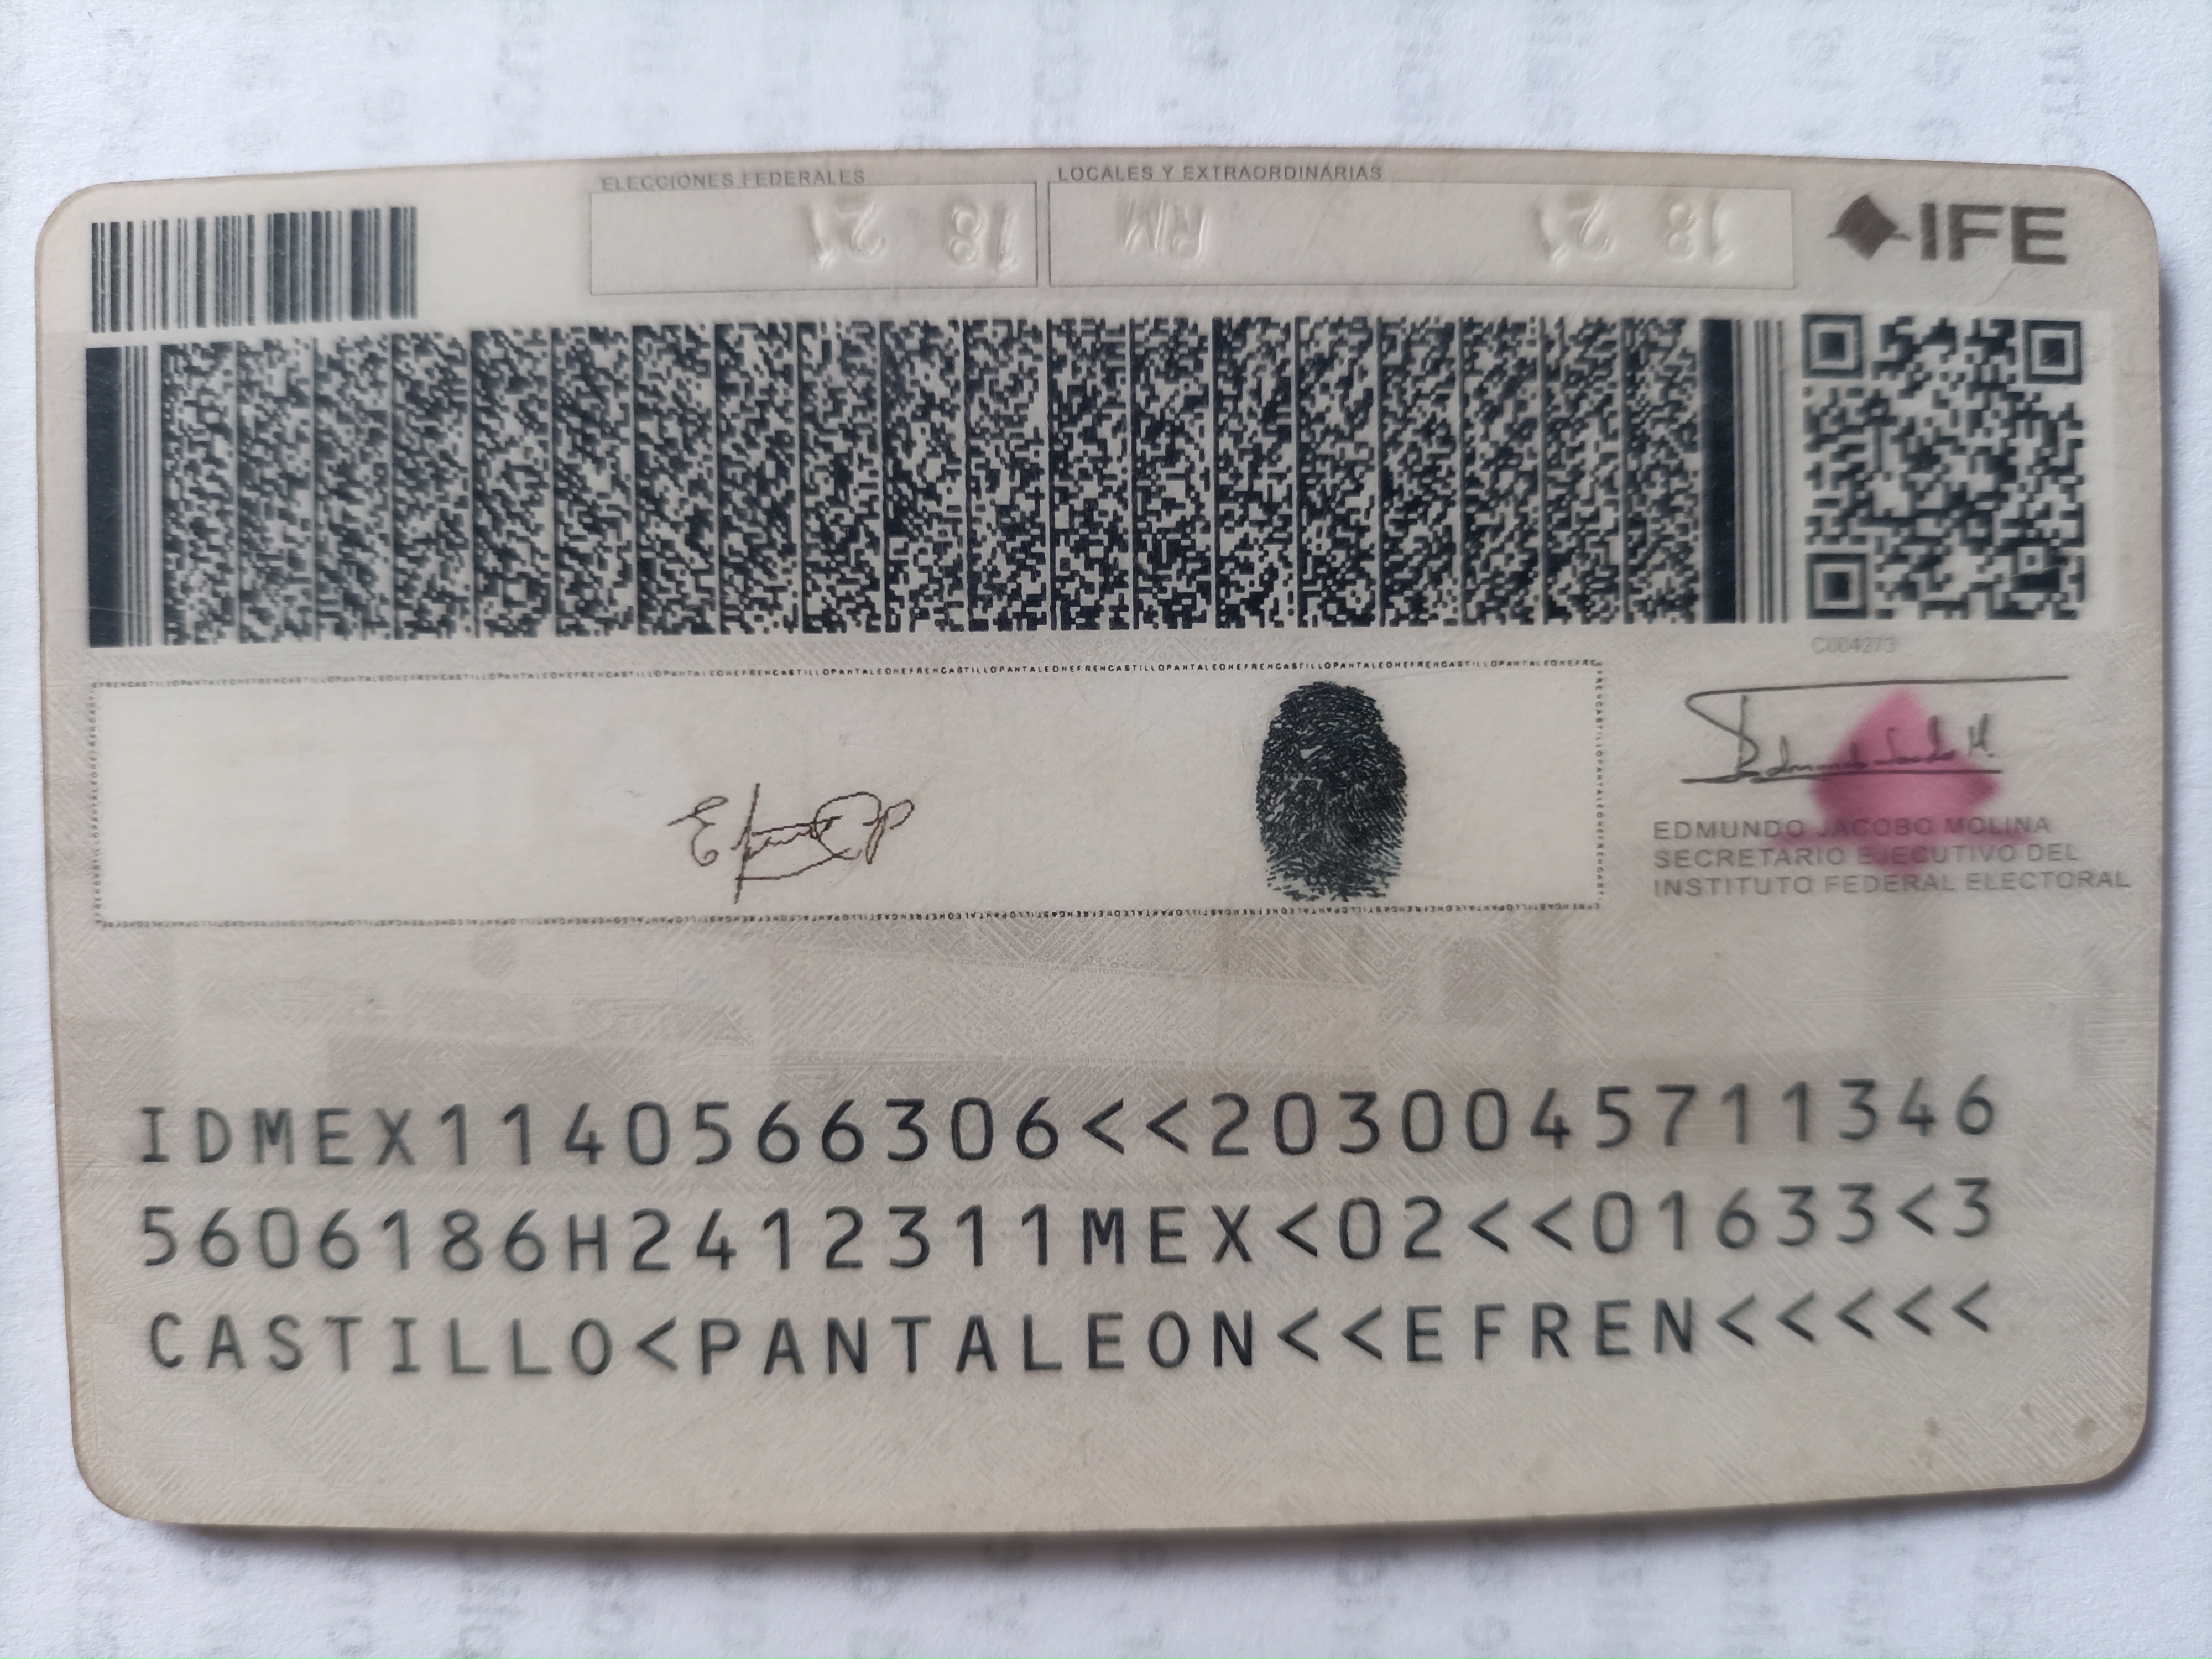 ELECCIONES FEDERALES
LOCALES Y EXTRAORDINARIAS
IFE
C004273
EDMUNDO JACOBO MOLINA
SECRETARIO EJECUTIVO DEL
INSTITUTO FEDERAL ELECTORAL
IDMEX1140566306<<2030045711346
5606186H2412311MEX<02<<01633<3
CASTILLO<PANTALEON<<EFREN<<<<<